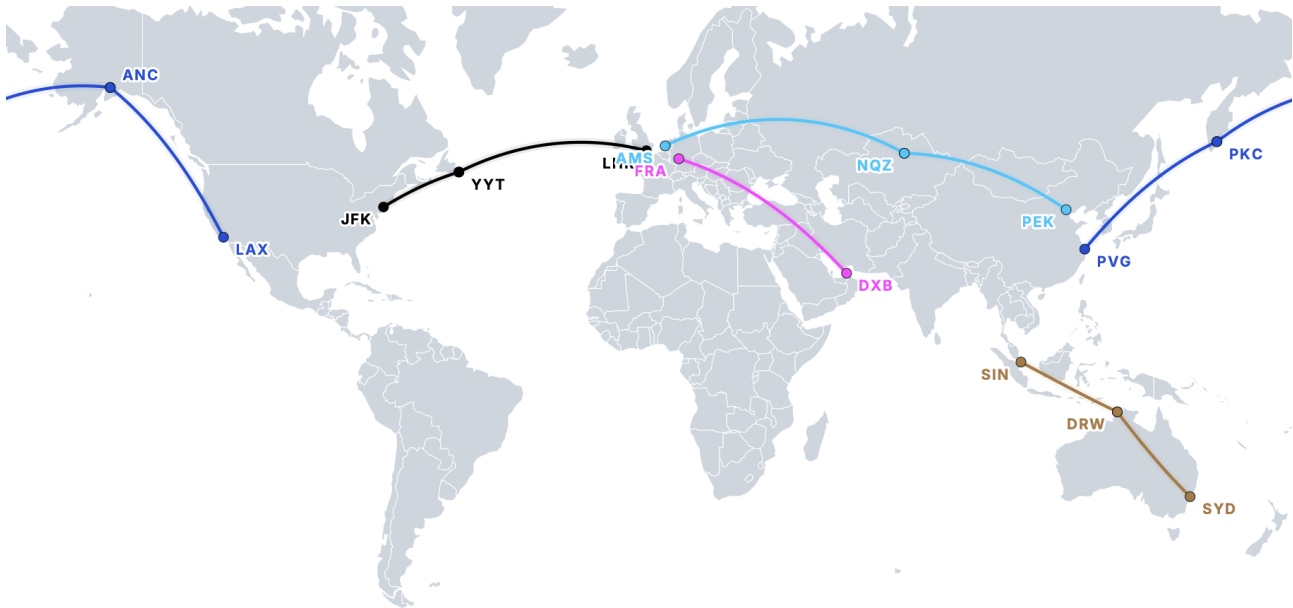 ANC
PKC
AMS
NQZ
FRA
YYT
JFK
PEK
LAX
PVG
DXB
SIN
DRW
SYD